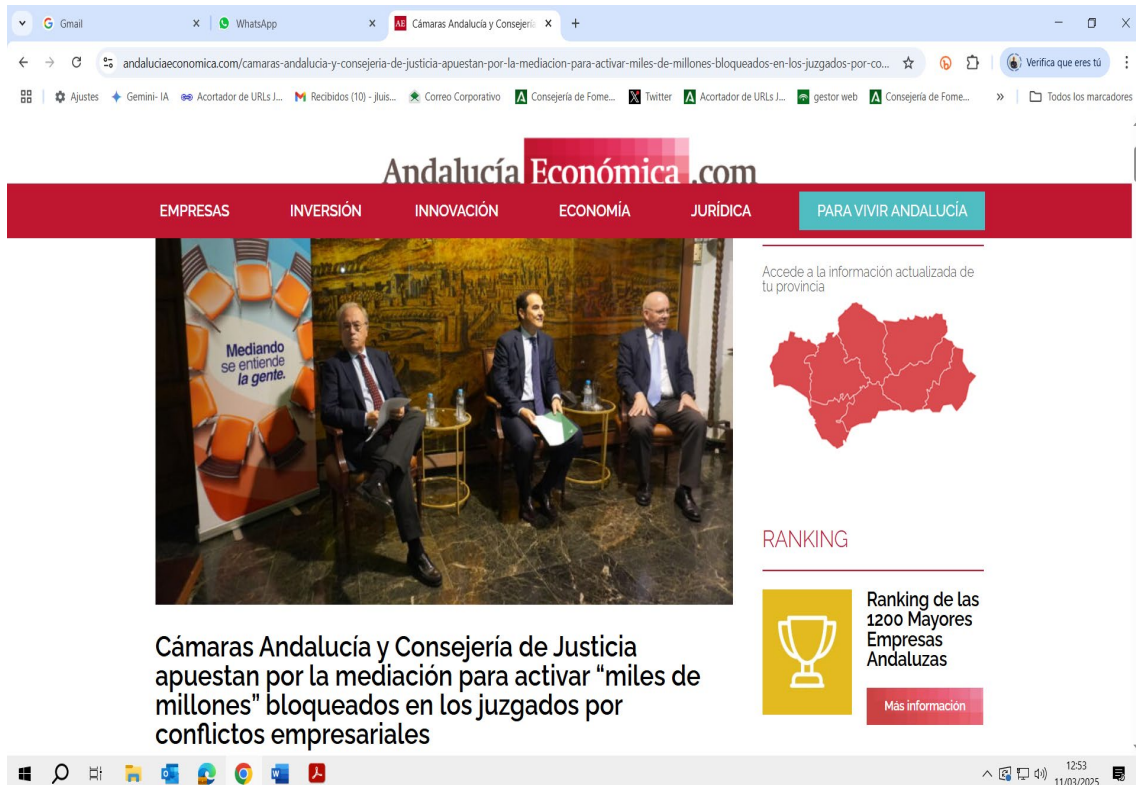 Gmail
WhatsApp
AE Cámaras Andalucía y Consejería
andaluciaeconomica.com/camaras-andalucia-y-consejeria-de-justicia-apuestan-por-la-mediacion-para-activar-miles-de-millones-bloqueados-en-los-juzgados-por-co...
Verifica que eres tú
Ajustes
Gemini- IA
Acortador de URLs J...
Recibidos (10) - jluis...
Correo Corporativo
Consejería de Fome...
Twitter
Acortador de URLs J...
gestor web
Consejería de Fome...
Todos los marcadores
Andalucía Económica .com
EMPRESAS INVERSIÓN INNOVACIÓN ECONOMÍA JURÍDICA PARA VIVIR ANDALUCÍA
Mediando
se entiende
la gente.
Accede a la información actualizada de
tu provincia
RANKING
Ranking de las
1200 Mayores
Empresas
Andaluzas
Más información
Cámaras Andalucía y Consejería de Justicia
apuestan por la mediación para activar “miles de
millones” bloqueados en los juzgados por
conflictos empresariales
12:53
11/03/2025